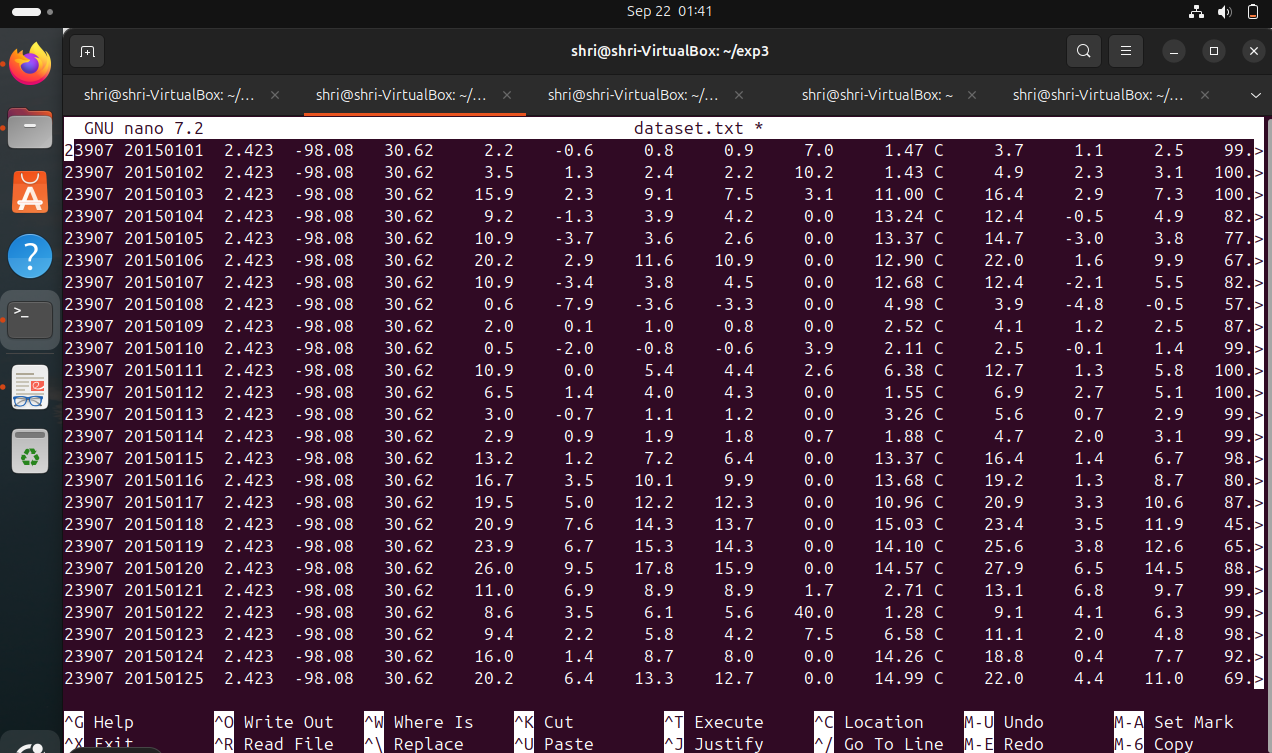 Sep 22 01:41
shri@shri-VirtualBox: ~/exp3
shri@shri-VirtualBox: ~/... × shri@shri-VirtualBox: ~/... × shri@shri-VirtualBox: ~/... × shri@shri-VirtualBox: ~ × shri@shri-VirtualBox: ~/... ×
GNU nano 7.2 dataset.txt *
23907 20150101 2.423 -98.08 30.62 2.2 -0.6 0.8 0.9 7.0 1.47 C 3.7 1.1 2.5 99.>
23907 20150102 2.423 -98.08 30.62 3.5 1.3 2.4 2.2 10.2 1.43 C 4.9 2.3 3.1 100.>
23907 20150103 2.423 -98.08 30.62 15.9 2.3 9.1 7.5 3.1 11.00 C 16.4 2.9 7.3 100.>
23907 20150104 2.423 -98.08 30.62 9.2 -1.3 3.9 4.2 0.0 13.24 C 12.4 -0.5 4.9 82.>
23907 20150105 2.423 -98.08 30.62 10.9 -3.7 3.6 2.6 0.0 13.37 C 14.7 -3.0 3.8 77.>
23907 20150106 2.423 -98.08 30.62 20.2 2.9 11.6 10.9 0.0 12.90 C 22.0 1.6 9.9 67.>
23907 20150107 2.423 -98.08 30.62 10.9 -3.4 3.8 4.5 0.0 12.68 C 12.4 -2.1 5.5 82.>
23907 20150108 2.423 -98.08 30.62 0.6 -7.9 -3.6 -3.3 0.0 4.98 C 3.9 -4.8 -0.5 57.>
23907 20150109 2.423 -98.08 30.62 2.0 0.1 1.0 0.8 0.0 2.52 C 4.1 1.2 2.5 87.>
23907 20150110 2.423 -98.08 30.62 0.5 -2.0 -0.8 -0.6 3.9 2.11 C 2.5 -0.1 1.4 99.>
23907 20150111 2.423 -98.08 30.62 10.9 0.0 5.4 4.4 2.6 6.38 C 12.7 1.3 5.8 100.>
23907 20150112 2.423 -98.08 30.62 6.5 1.4 4.0 4.3 0.0 1.55 C 6.9 2.7 5.1 100.>
23907 20150113 2.423 -98.08 30.62 3.0 -0.7 1.1 1.2 0.0 3.26 C 5.6 0.7 2.9 99.>
23907 20150114 2.423 -98.08 30.62 2.9 0.9 1.9 1.8 0.7 1.88 C 4.7 2.0 3.1 99.>
23907 20150115 2.423 -98.08 30.62 13.2 1.2 7.2 6.4 0.0 13.37 C 16.4 1.4 6.7 98.>
23907 20150116 2.423 -98.08 30.62 16.7 3.5 10.1 9.9 0.0 13.68 C 19.2 1.3 8.7 80.>
23907 20150117 2.423 -98.08 30.62 19.5 5.0 12.2 12.3 0.0 10.96 C 20.9 3.3 10.6 87.>
23907 20150118 2.423 -98.08 30.62 20.9 7.6 14.3 13.7 0.0 15.03 C 23.4 3.5 11.9 45.>
23907 20150119 2.423 -98.08 30.62 23.9 6.7 15.3 14.3 0.0 14.10 C 25.6 3.8 12.6 65.>
23907 20150120 2.423 -98.08 30.62 26.0 9.5 17.8 15.9 0.0 14.57 C 27.9 6.5 14.5 88.>
23907 20150121 2.423 -98.08 30.62 11.0 6.9 8.9 8.9 1.7 2.71 C 13.1 6.8 9.7 99.>
23907 20150122 2.423 -98.08 30.62 8.6 3.5 6.1 5.6 40.0 1.28 C 9.1 4.1 6.3 99.>
23907 20150123 2.423 -98.08 30.62 9.4 2.2 5.8 4.2 7.5 6.58 C 11.1 2.0 4.8 98.>
23907 20150124 2.423 -98.08 30.62 16.0 1.4 8.7 8.0 0.0 14.26 C 18.8 0.4 7.7 92.>
23907 20150125 2.423 -98.08 30.62 20.2 6.4 13.3 12.7 0.0 14.99 C 22.0 4.4 11.0 69.>
^G Help ^O Write Out ^W Where Is ^K Cut ^T Execute ^C Location M-U Undo M-A Set Mark
^X Exit ^R Read File ^\ Replace ^U Paste ^J Justify ^/ Go To Line M-E Redo M-6 Copy